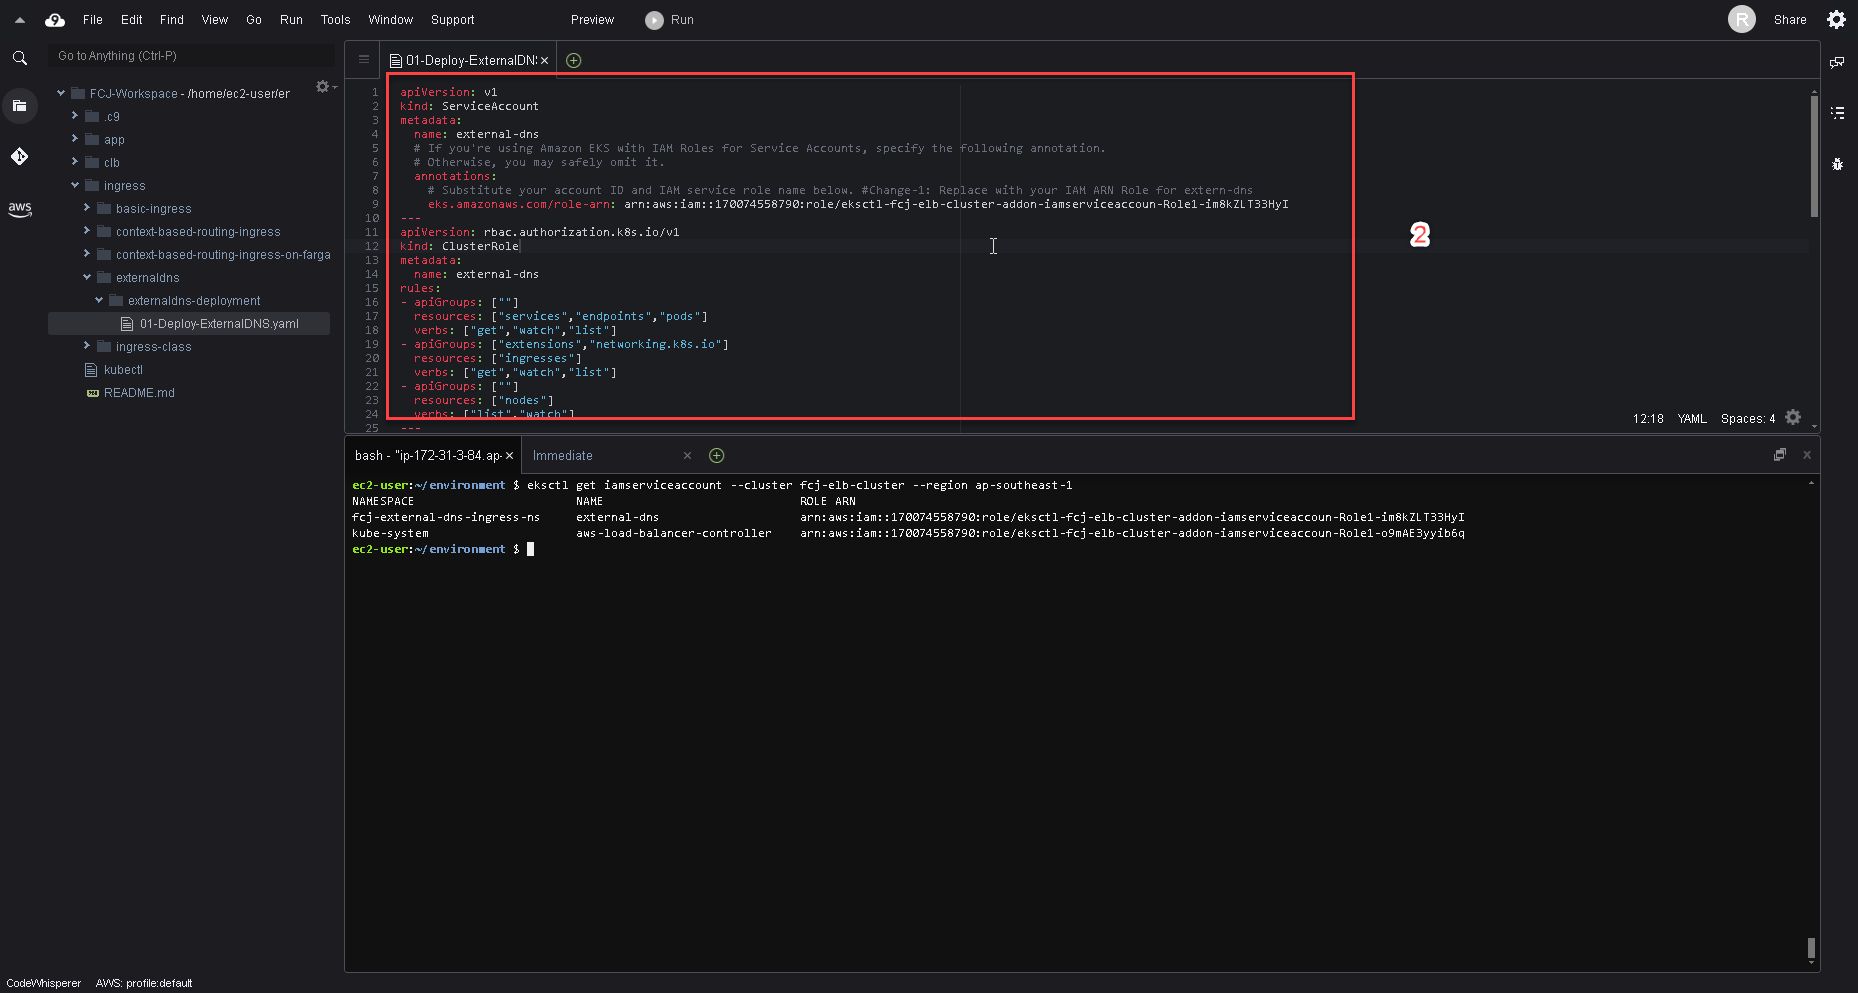 File Edit Find View Go Run Tools Window Support Preview Run R Share
Go to Anything (Ctrl-P)
FCJ-Workspace - /home/ec2-user/er
.c9
app
clb
ingress
basic-ingress
context-based-routing-ingress
context-based-routing-ingress-on-farga
externaldns
externaldns-deployment
01-Deploy-ExternalDNS.yaml
ingress-class
kubectl
README.md
aws
01-Deploy-ExternalDNS
1 apiVersion: v1
2 kind: ServiceAccount
3 metadata:
4 name: external-dns
5 # If you're using Amazon EKS with IAM Roles for Service Accounts, specify the following annotation.
6 # Otherwise, you may safely omit it.
7 annotations:
8 # Substitute your account ID and IAM service role name below. #Change-1: Replace with your IAM ARN Role for extern-dns
9 eks.amazonaws.com/role-arn: arn:aws:iam::170074558790:role/eksctl-fcj-elb-cluster-addon-iamserviceaccoun-Role1-im8kZLT33HyI
10 ---
11 apiVersion: rbac.authorization.k8s.io/v1
12 kind: ClusterRole
13 metadata:
14 name: external-dns
15 rules:
16 - apiGroups: [""]
17 resources: ["services","endpoints","pods"]
18 verbs: ["get","watch","list"]
19 - apiGroups: ["extensions","networking.k8s.io"]
20 resources: ["ingresses"]
21 verbs: ["get","watch","list"]
22 - apiGroups: [""]
23 resources: ["nodes"]
24 verbs: ["list","watch"]
25 ---
2
12:18 YAML Spaces: 4
bash - "ip-172-31-3-84.ap- Immediate
ec2-user:~/environment $ eksctl get iamserviceaccount --cluster fcj-elb-cluster --region ap-southeast-1
NAMESPACE NAME ROLE ARN
fcj-external-dns-ingress-ns external-dns arn:aws:iam::170074558790:role/eksctl-fcj-elb-cluster-addon-iamserviceaccoun-Role1-im8kZLT33HyI
kube-system aws-load-balancer-controller arn:aws:iam::170074558790:role/eksctl-fcj-elb-cluster-addon-iamserviceaccoun-Role1-o9mAE3yyib6q
ec2-user:~/environment $
CodeWhisperer AWS: profile:default